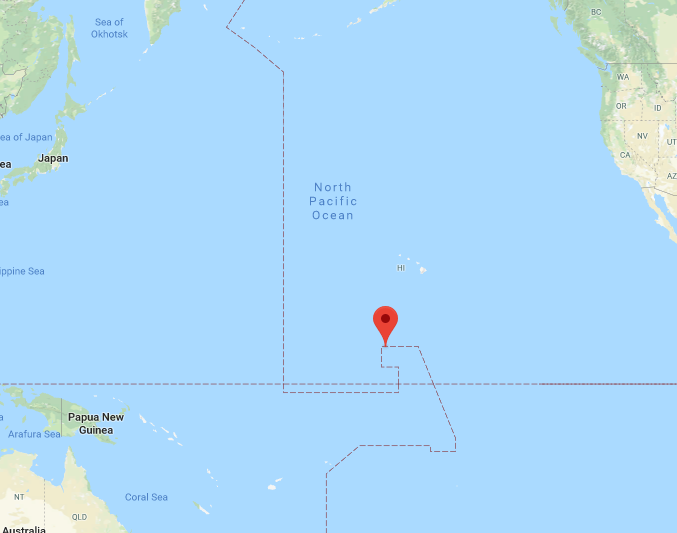 BC
Sea of
Okhotsk
WA
OR
ID
NV
UT
CA
AZ
ea of Japan
Japan
ea
ea
North
Pacific
Ocean
HI
ippine Sea
Papua New
Guinea
a
Arafura Sea
Coral Sea
NT
QLD
Australia